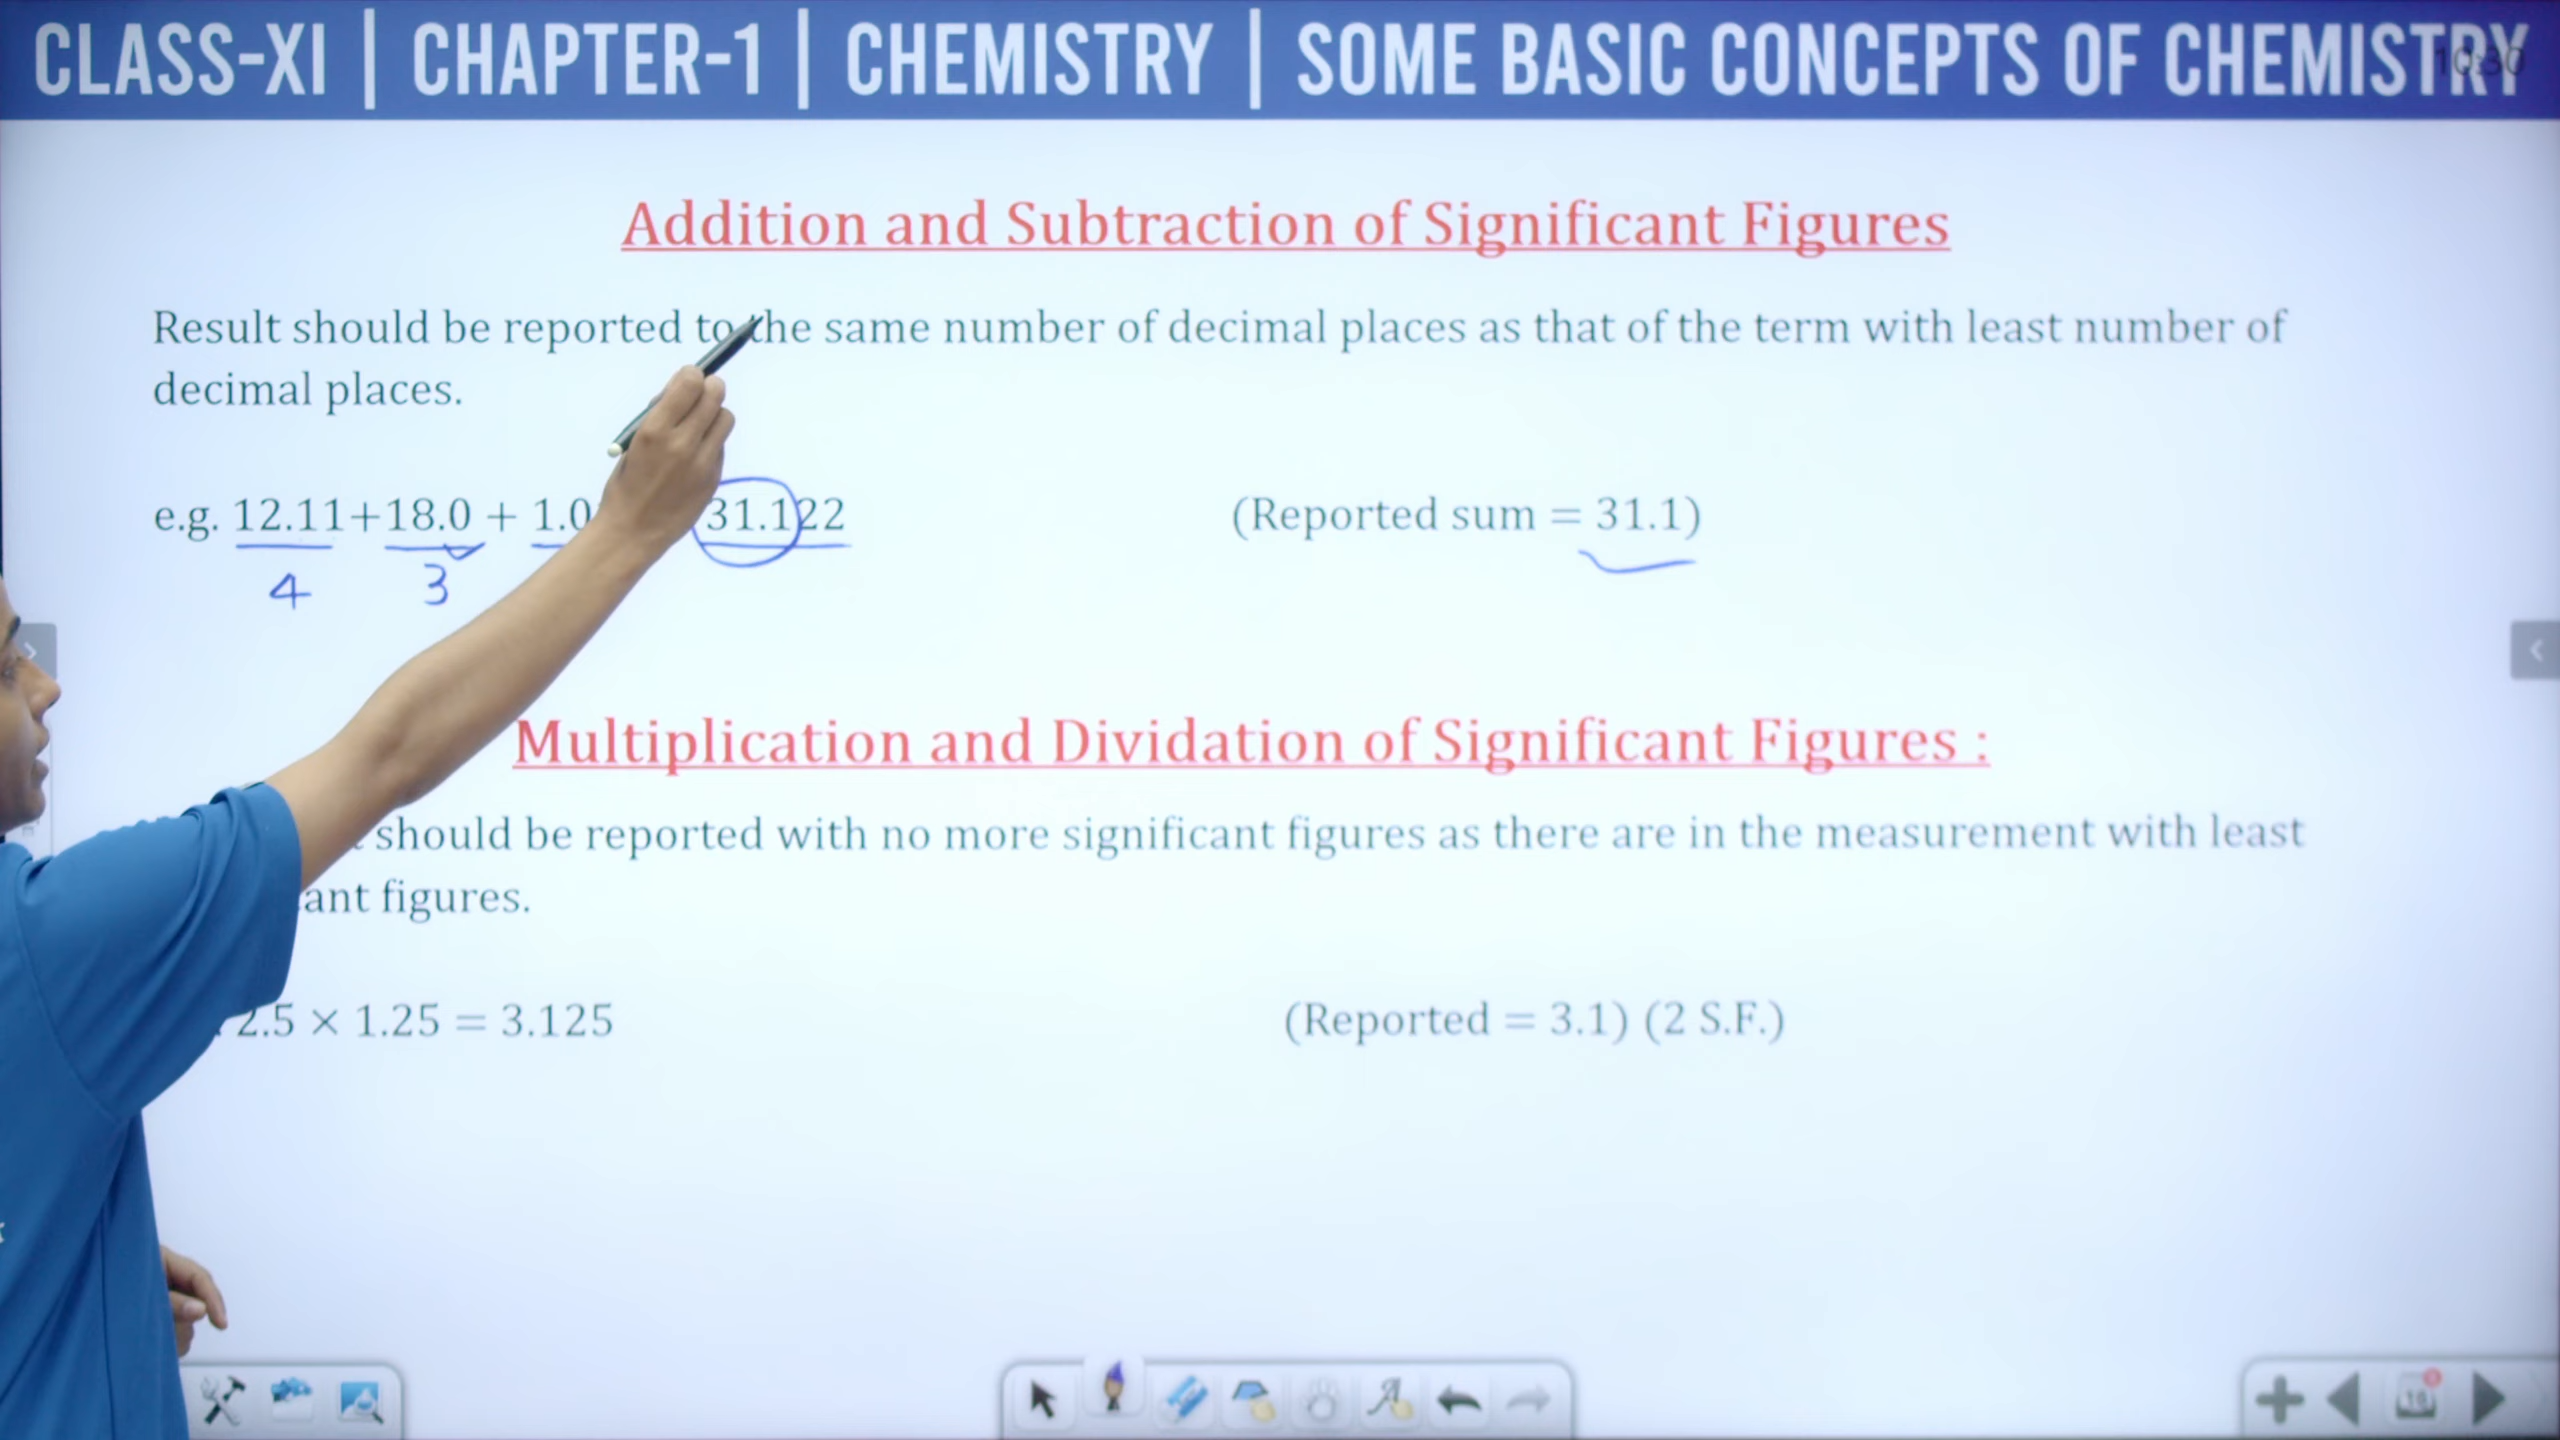 CLASS-XI | CHAPTER-1 | CHEMISTRY | SOME BASIC CONCEPTS OF CHEMISTRY
10:30
Addition and Subtraction of Significant Figures
Result should be reported to the same number of decimal places as that of the term with least number of
decimal places.
e.g. 12.11+18.0 + 1.0 31.122 (Reported sum = 31.1)
4 3
Multiplication and Dividation of Significant Figures :
should be reported with no more significant figures as there are in the measurement with least
figures.
2.5 × 1.25 = 3.125 (Reported = 3.1) (2 S.F.)
16